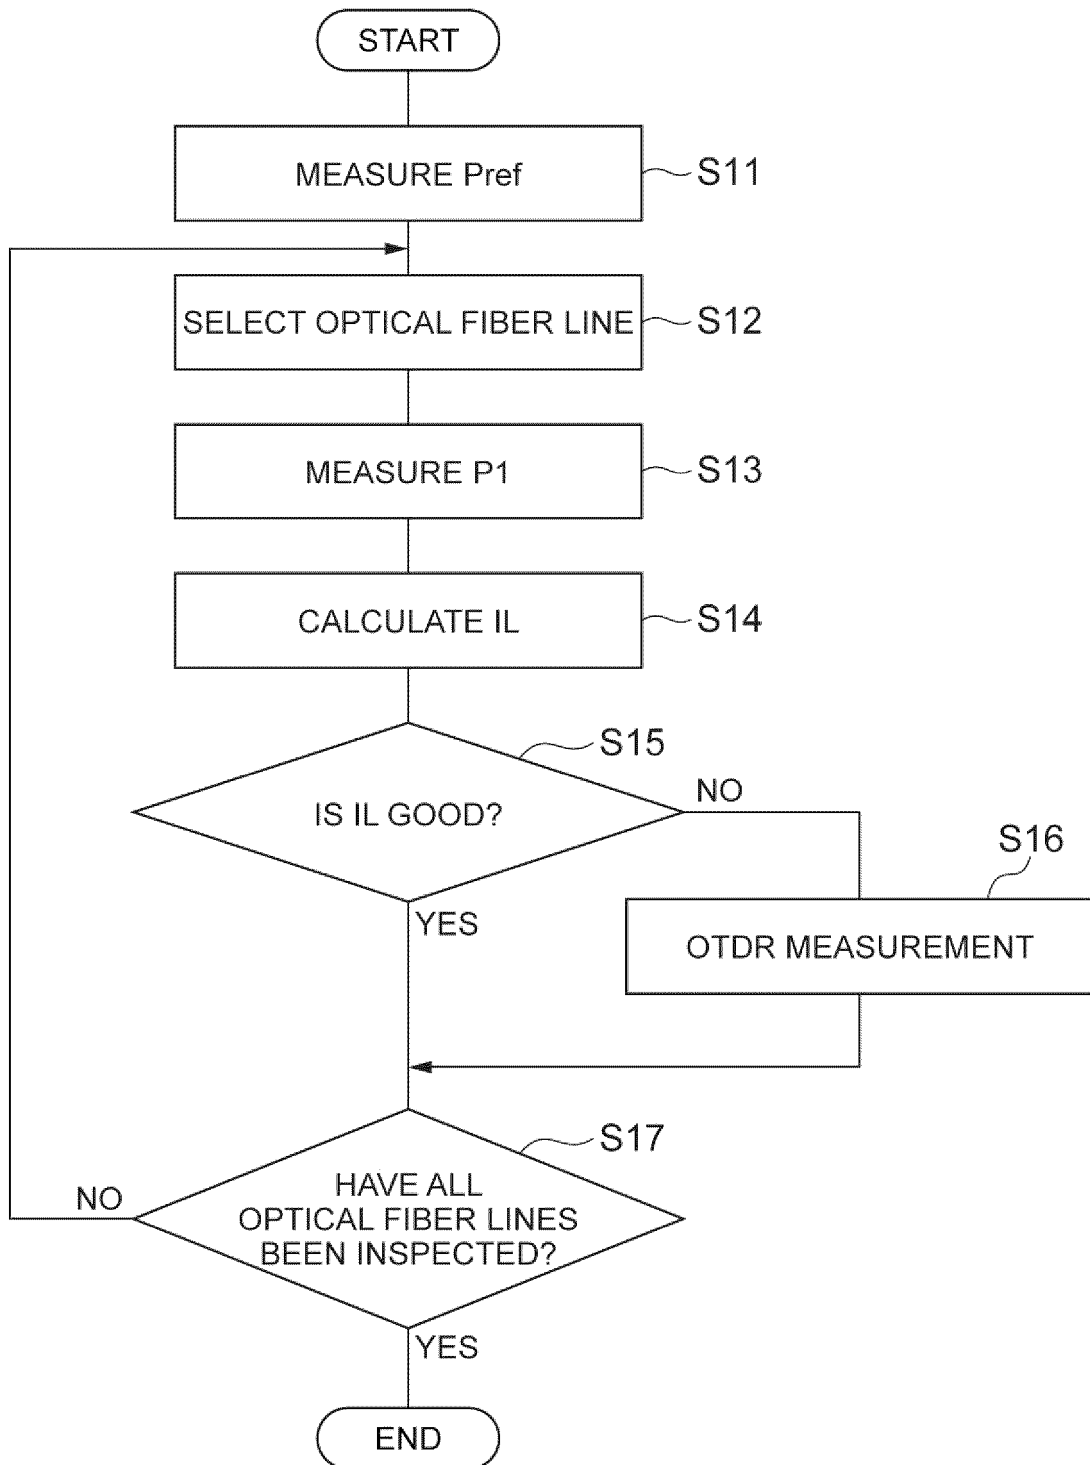 START
MEASURE Pref
S11
SELECT OPTICAL FIBER LINE
S12
MEASURE P1
S13
CALCULATE IL
S14
S15
IS IL GOOD?
NO
YES
S16
OTDR MEASUREMENT
S17
HAVE ALL
OPTICAL FIBER LINES
BEEN INSPECTED?
NO
YES
END